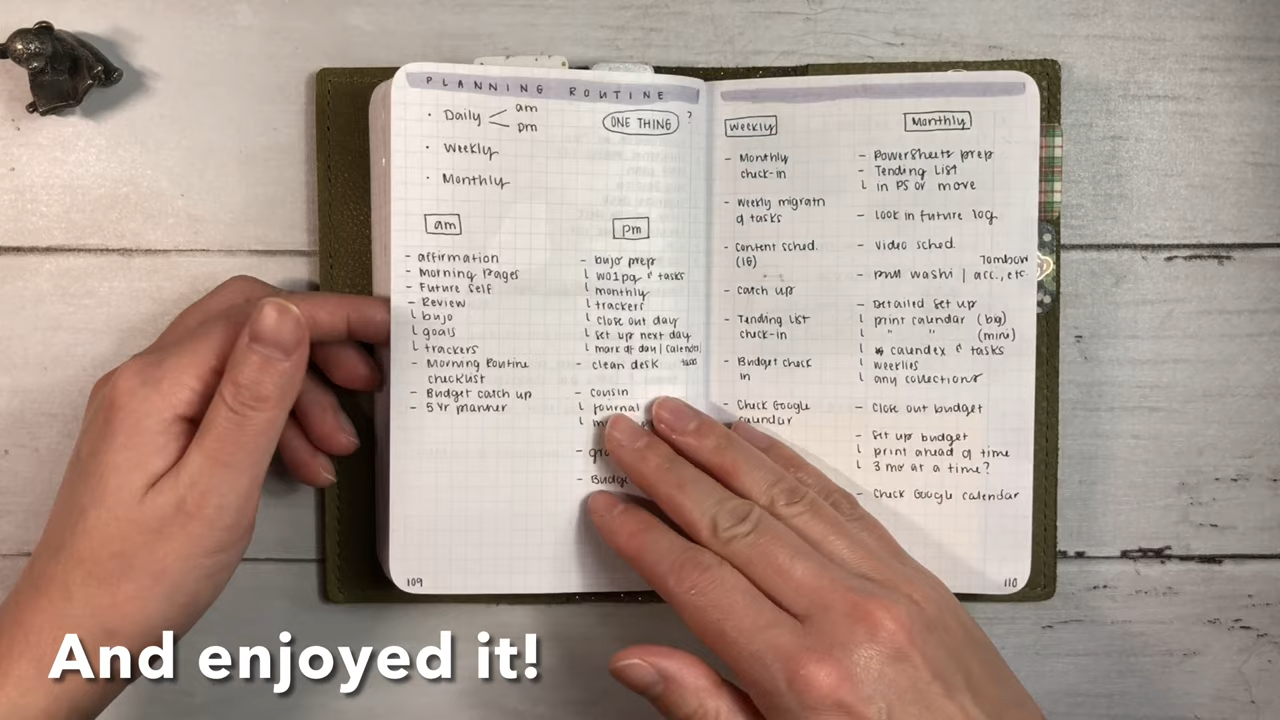 PLANNING ROUTINE
· Daily < am
pm
ONE THING ?
· Weekly
· Monthly
am
- affirmation
- Morning Pages
- Future Self
- Review
L bujo
L goals
L trackers
- Morning Routine
checklist
- Budget catch up
- 5 yr planner
pm
- bujo prep
L tasks
L monthly
L trackers
L close out day
L set up next day
L mark of day | calendar
tasks
- clean desk
- cousin
L journal
- Budge
109
Weekly
- Monthly
check-in
- Weekly migratn
of tasks
- Content sched.
(IG)
- Catch up
- Tending List
check-in
- Budget check
in
- Check Google
calendar
Monthly
- PowerSheets prep
- Tending List
L in PS or move
- Look in future log
- Video sched.
Tombow
- pull washi | acc., etc.
- Detailed set up
L print calendar (big)
L " " (mini)
L calendex & tasks
L weeklies
L any collections
- Close out budget
- Set up budget
L print ahead of time
L 3 mo at a time?
- Check Google calendar
110
And enjoyed it!